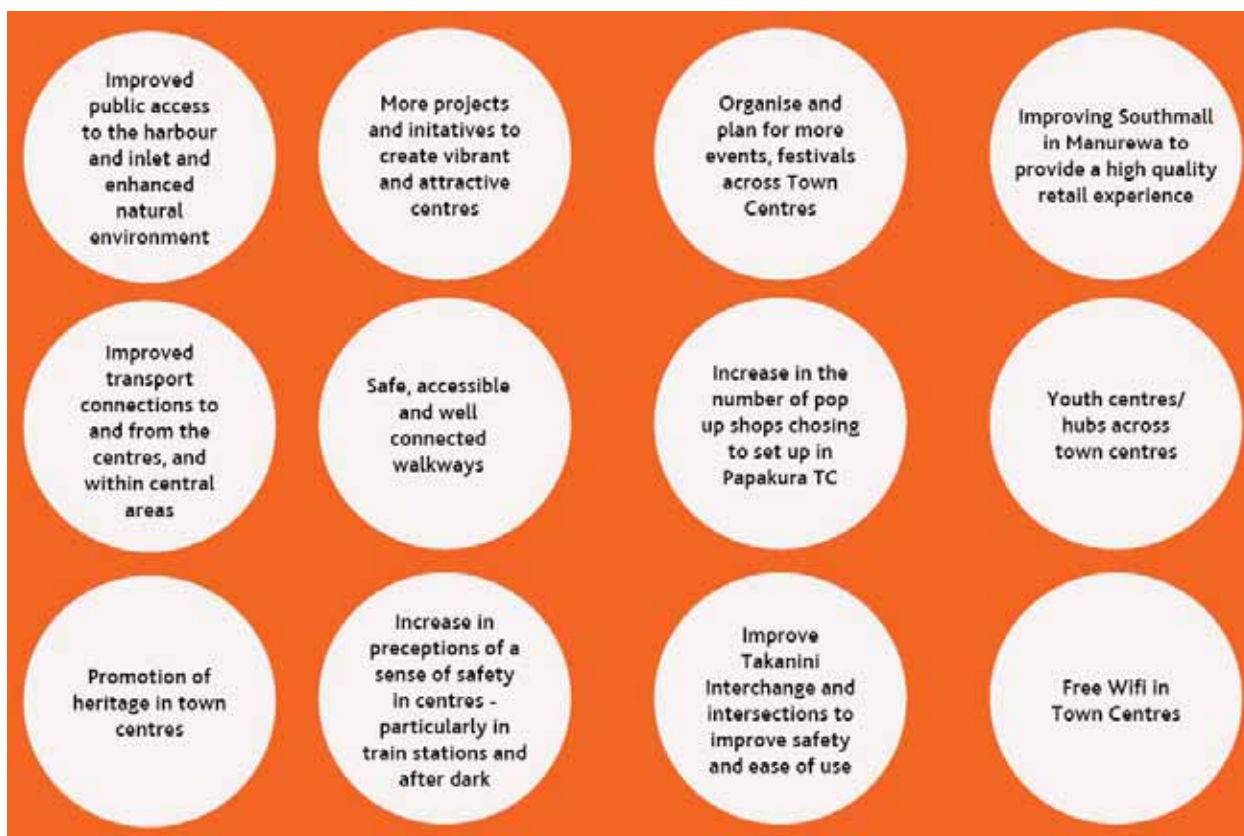 Improved
public access
to the harbour
and inlet and
enhanced
natural
environment
More projects
and initatives to
create vibrant
and attractive
centres
Organise and
plan for more
events, festivals
across Town
Centres
Improving Southmall
in Manurewa to
provide a high quality
retail experience
Improved
transport
connections to
and from the
centres, and
within central
areas
Safe, accessible
and well
connected
walkways
Increase in the
number of pop
up shops chosing
to set up in
Papakura TC
Youth centres/
hubs across
town centres
Promotion of
heritage in town
centres
Increase in
preceptions of a
sense of safety
in centres -
particularly in
train stations and
after dark
Improve
Takanini
Interchange and
intersections to
improve safety
and ease of use
Free Wifi in
Town Centres